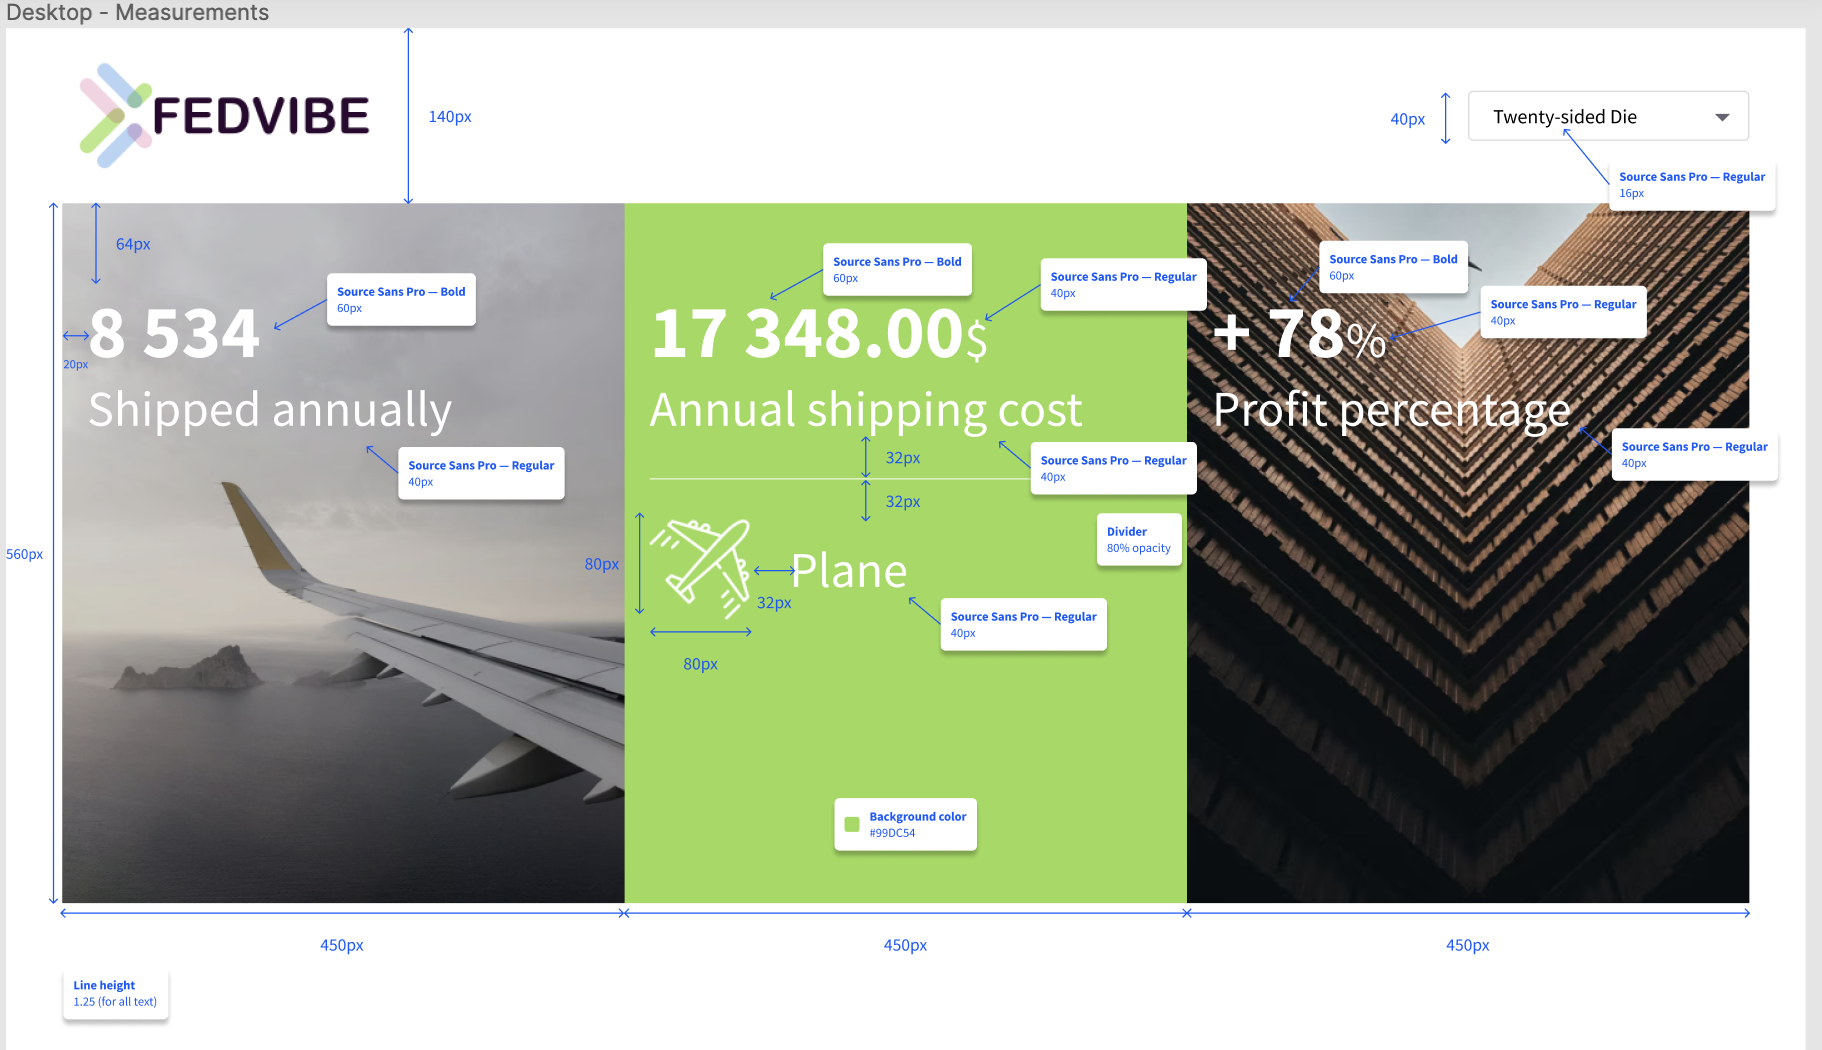 Desktop - Measurements
FEDVIBE
140px
40px
Twenty-sided Die
Source Sans Pro — Regular
16px
64px
Source Sans Pro — Bold
60px
8 534
20px
Shipped annually
Source Sans Pro — Regular
40px
560px
Source Sans Pro — Bold
60px
Source Sans Pro — Regular
40px
17 348.00$
Annual shipping cost
32px
Source Sans Pro — Regular
40px
32px
Divider
80% opacity
80px
Plane
32px
80px
Source Sans Pro — Regular
40px
Background color
#99DC54
Source Sans Pro — Bold
60px
Source Sans Pro — Regular
40px
+ 78%
Profit percentage
Source Sans Pro — Regular
40px
450px
450px
450px
Line height
1.25 (for all text)